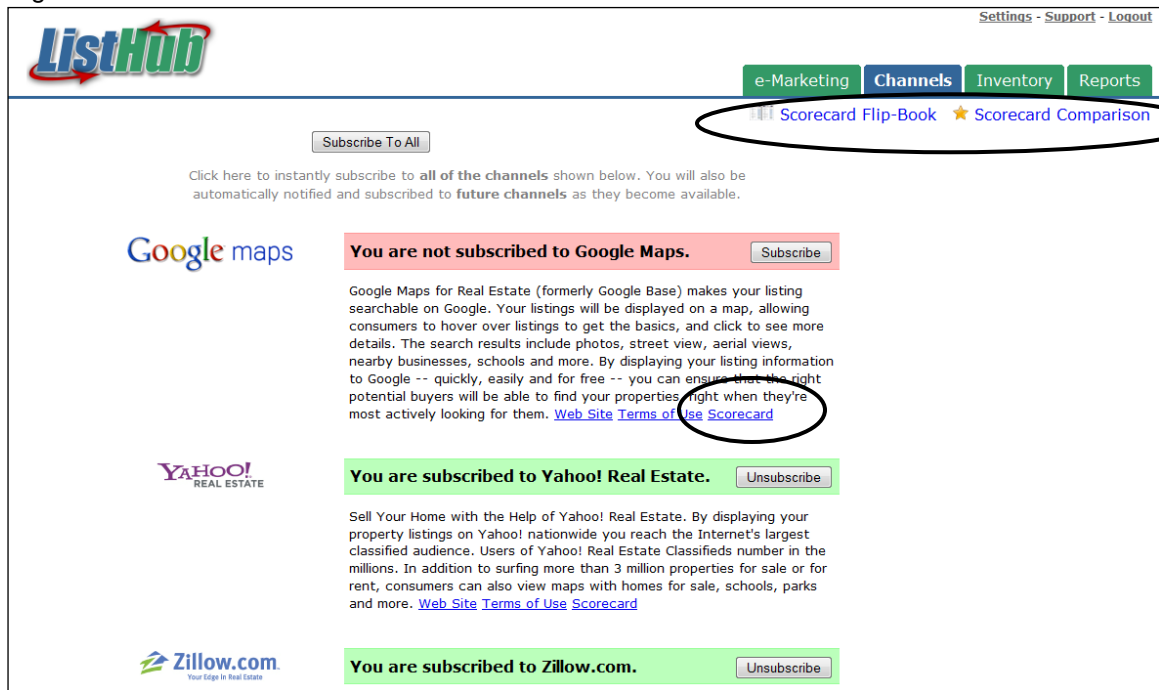 Settings - Support - Logout
ListHub
e-Marketing Channels Inventory Reports
Scorecard Flip-Book Scorecard Comparison
Subscribe To All
Click here to instantly subscribe to all of the channels shown below. You will also be
automatically notified and subscribed to future channels as they become available.
Google maps
You are not subscribed to Google Maps. Subscribe
Google Maps for Real Estate (formerly Google Base) makes your listing
searchable on Google. Your listings will be displayed on a map, allowing
consumers to hover over listings to get the basics, and click to see more
details. The search results include photos, street view, aerial views,
nearby businesses, schools and more. By displaying your listing information
to Google -- quickly, easily and for free -- you can ensure that the right
potential buyers will be able to find your properties, right when they're
most actively looking for them. Web Site Terms of Use Scorecard
YAHOO!
REAL ESTATE
You are subscribed to Yahoo! Real Estate. Unsubscribe
Sell Your Home with the Help of Yahoo! Real Estate. By displaying your
property listings on Yahoo! nationwide you reach the Internet's largest
classified audience. Users of Yahoo! Real Estate Classifieds number in the
millions. In addition to surfing more than 3 million properties for sale or for
rent, consumers can also view maps with homes for sale, schools, parks
and more. Web Site Terms of Use Scorecard
Zillow.com
Your Edge in Real Estate
You are subscribed to Zillow.com. Unsubscribe